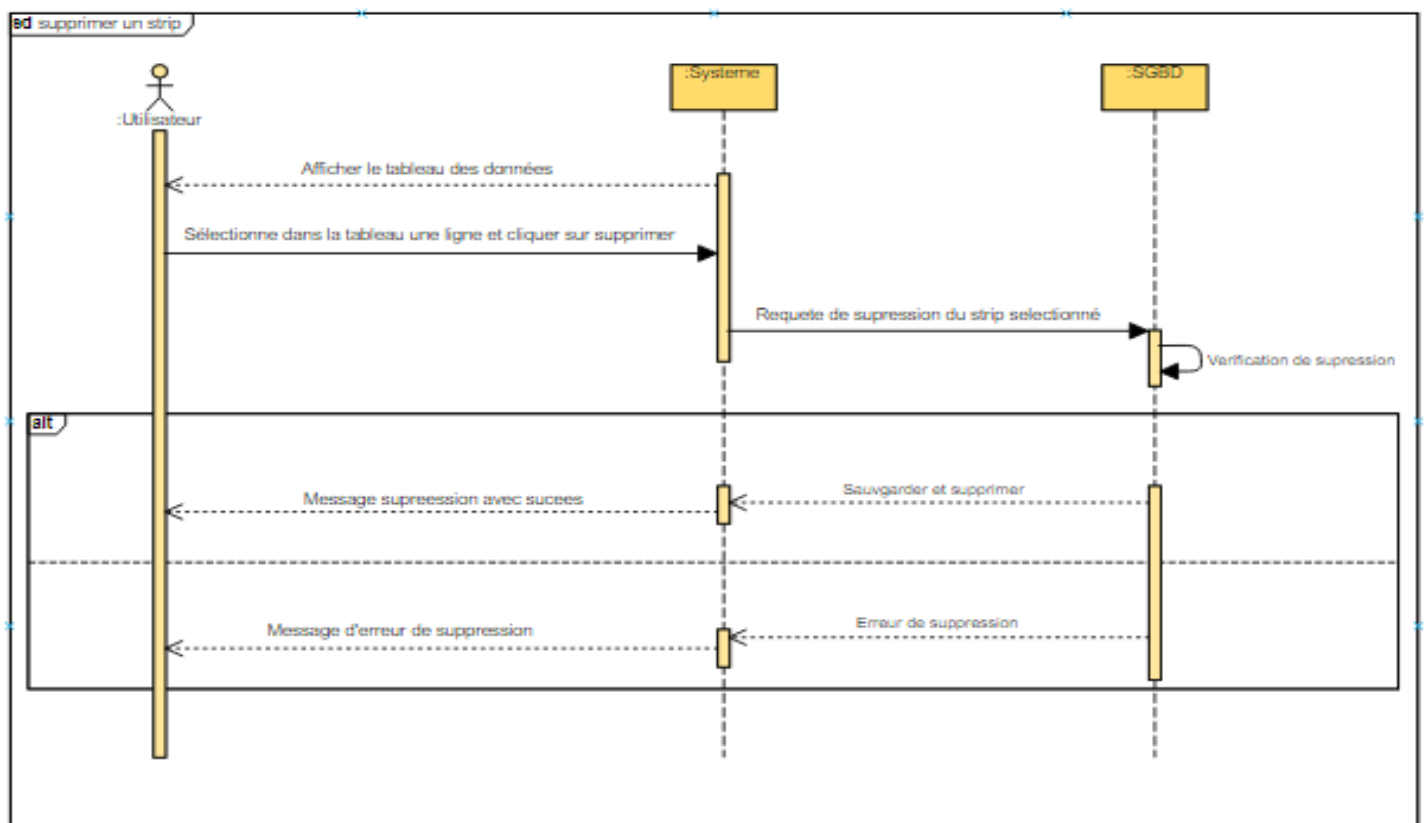 sd supprimer un strip
:Systeme
:SGBD
:Utilisateur
Afficher le tableau des données
Sélectionne dans la tableau une ligne et cliquer sur supprimer
Requete de supression du strip selectionné
Verification de supression
alt
Sauvgarder et supprimer
Message supreession avec sucees
Erreur de suppression
Message d'erreur de suppression